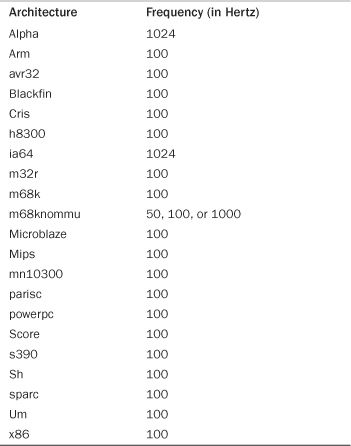 Architecture Frequency (in Hertz)
Alpha 1024
Arm 100
avr32 100
Blackfin 100
Cris 100
h8300 100
ia64 1024
m32r 100
m68k 100
m68knommu 50, 100, or 1000
Microblaze 100
Mips 100
mn10300 100
parisc 100
powerpc 100
Score 100
s390 100
Sh 100
sparc 100
Um 100
x86 100